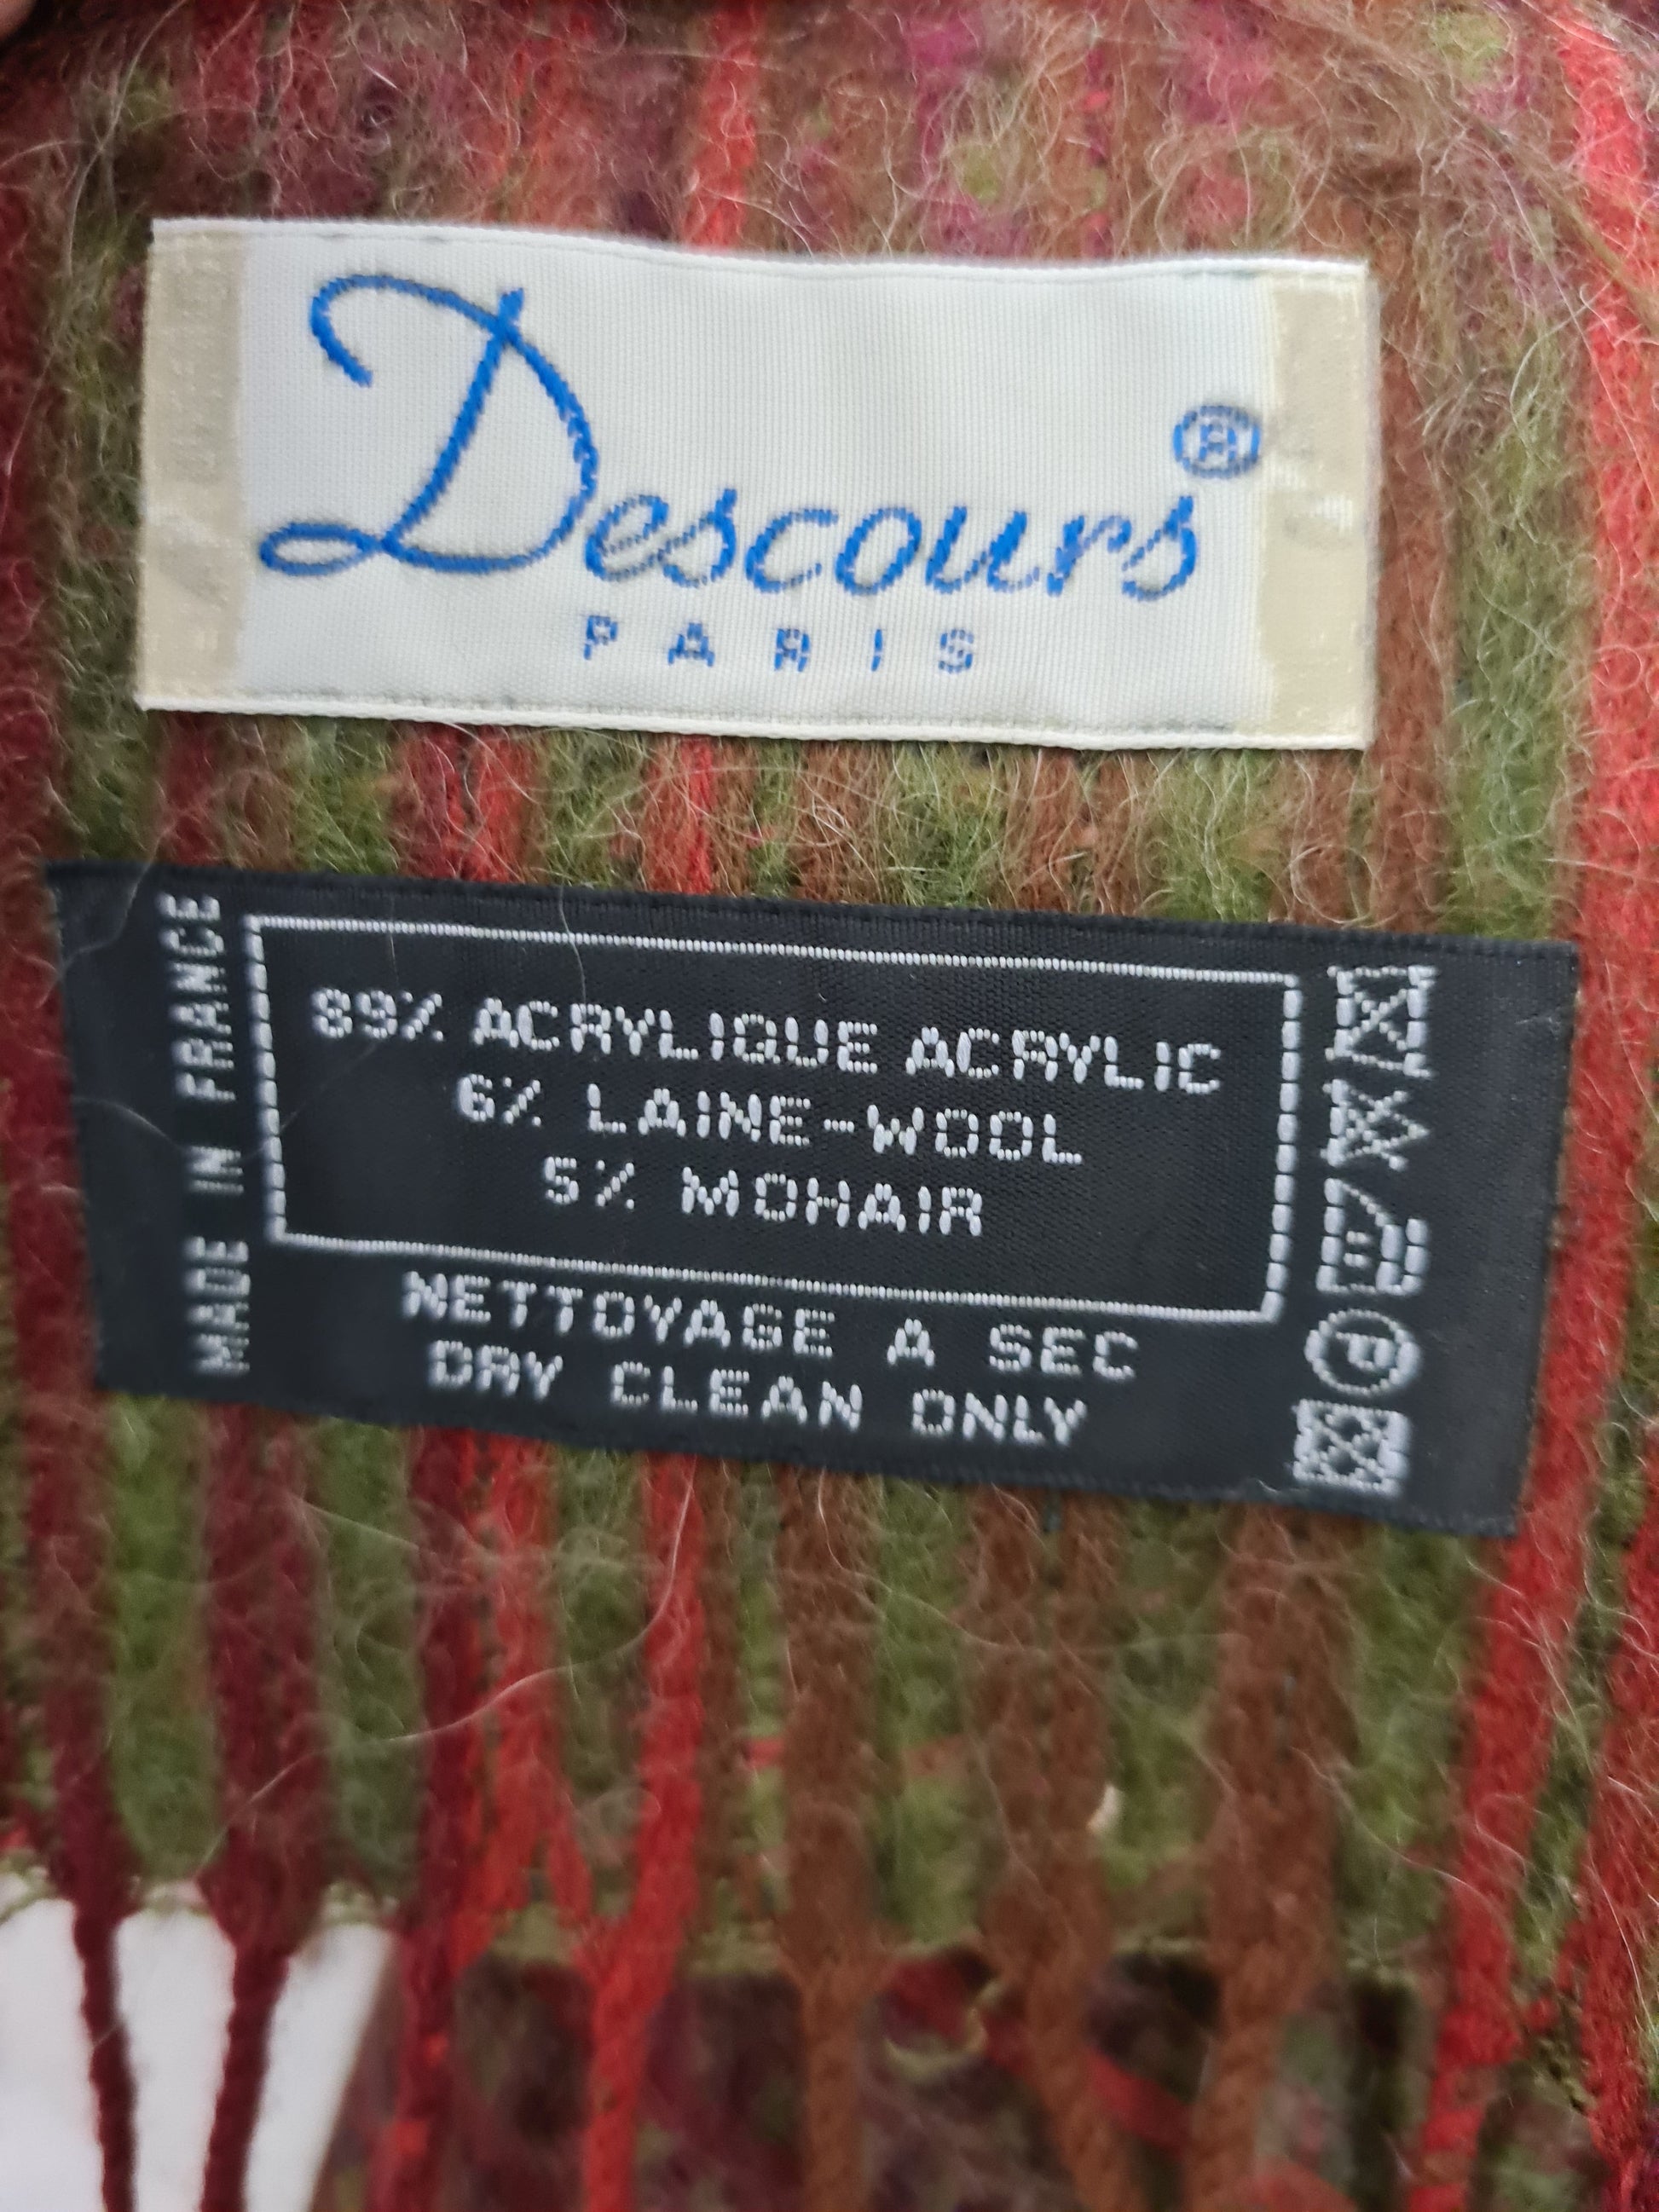 Descours®
PARIS
MADE IN FRANCE
89% ACRYLIQUE ACRYLIC
6% LAINE-WOOL
5% MOHAIR
NETTOYAGE A SEC
DRY CLEAN ONLY
P